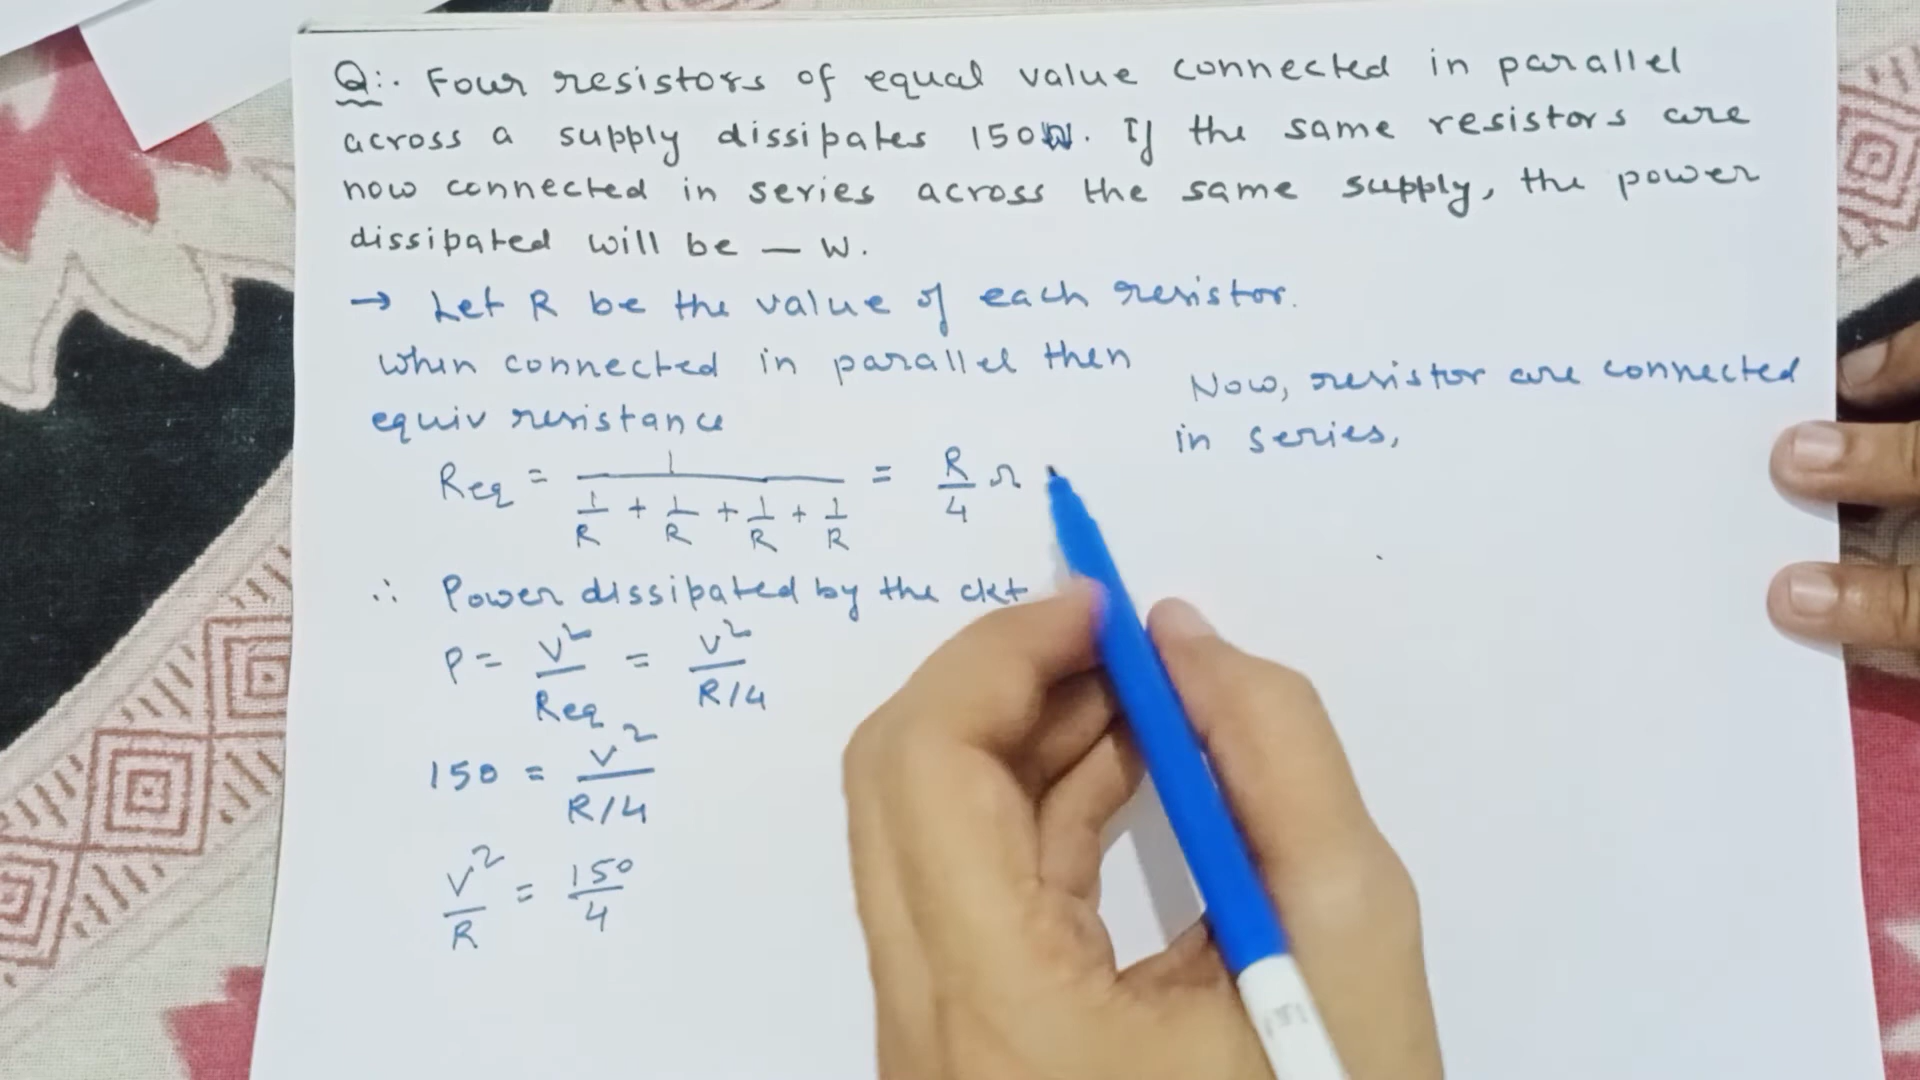 Q:. Four resistors of equal value connected in parallel
across a supply dissipates 150W. If the same resistors are
now connected in series across the same supply, the power
dissipated will be — W.
→ Let R be the value of each resistor.
when connected in parallel then
equiv resistance
Req = 1 / (1/R + 1/R + 1/R + 1/R) = R/4 Ω
∴ Power dissipated by the ckt
P = V²/Req = V²/(R/4)
150 = V²/(R/4)
V²/R = 150/4
Now, resistor are connected
in series,